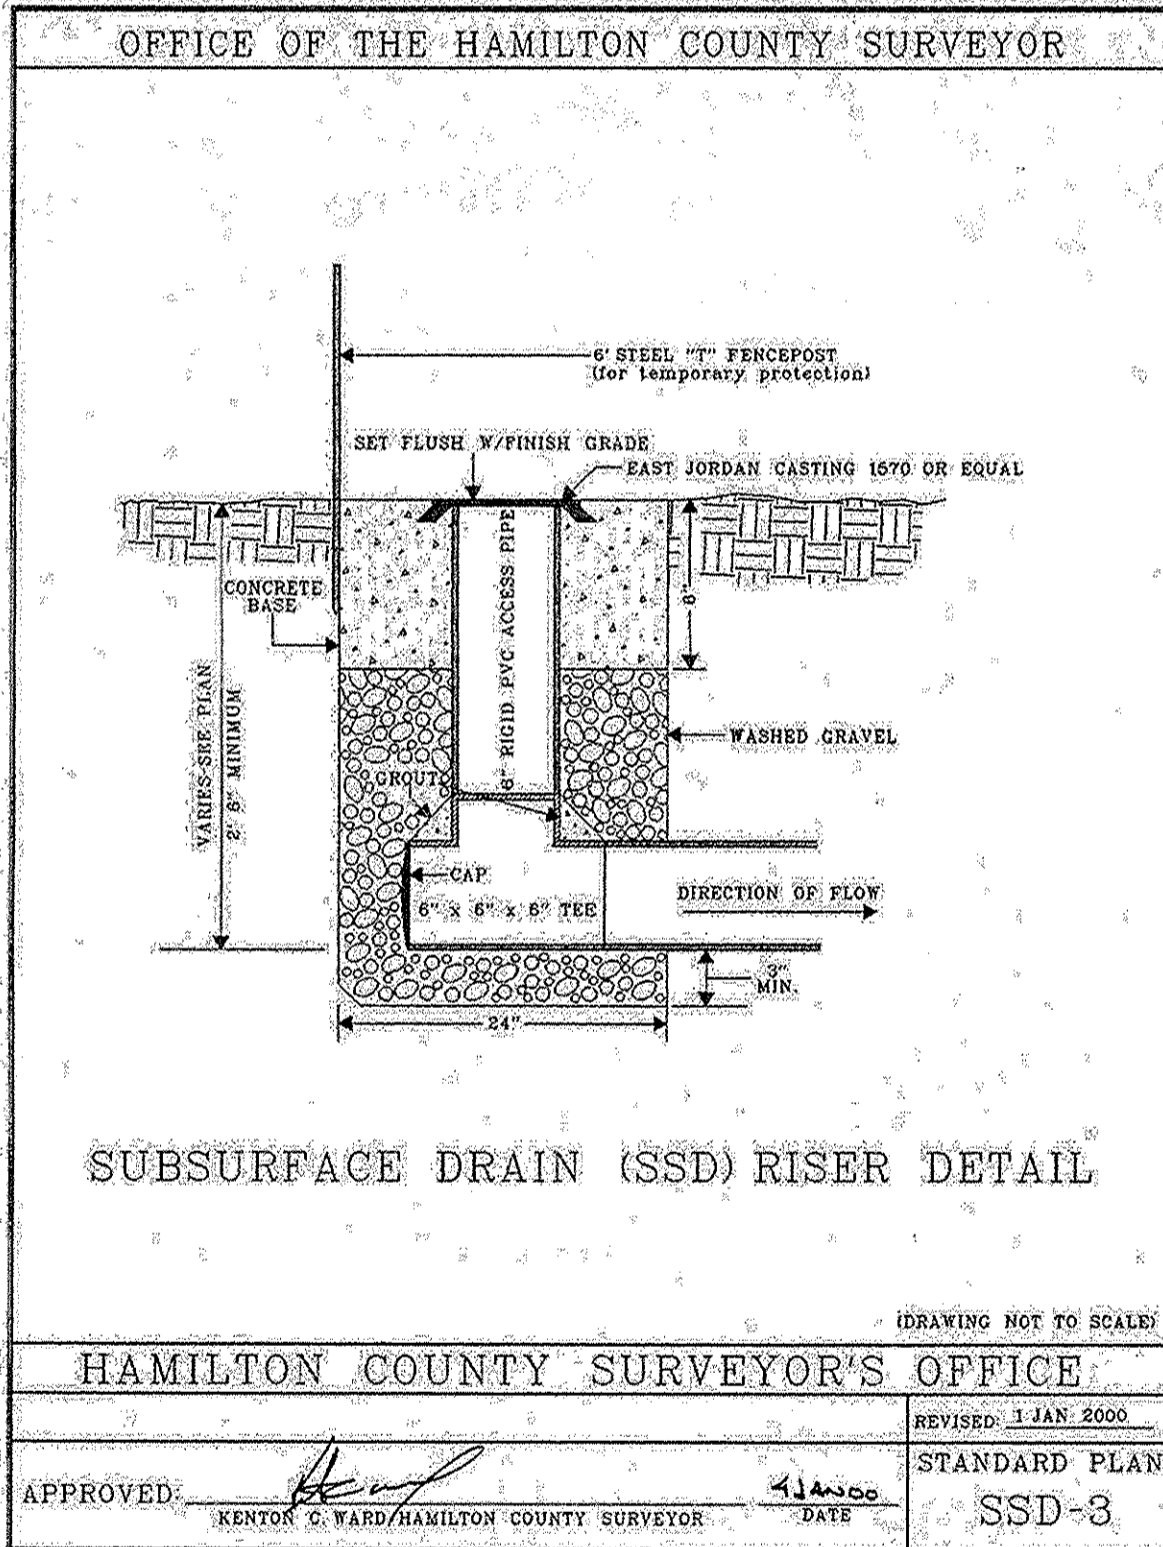 OFFICE OF THE HAMILTON COUNTY SURVEYOR
6' STEEL "T" FENCEPOST
(for temporary protection)
SET FLUSH W/FINISH GRADE
EAST JORDAN CASTING 1570 OR EQUAL
CONCRETE
BASE
6" RIGID PVC ACCESS PIPE
8"
VARIES-SEE PLAN
2' 6" MINIMUM
WASHED GRAVEL
GROUT
CAP
6" x 6" x 6" TEE
DIRECTION OF FLOW
3"
MIN.
24"
SUBSURFACE DRAIN (SSD) RISER DETAIL
(DRAWING NOT TO SCALE)
HAMILTON COUNTY SURVEYOR'S OFFICE
REVISED: 1 JAN 2000
APPROVED:
4JAN00
KENTON C. WARD/HAMILTON COUNTY SURVEYOR
DATE
STANDARD PLAN
SSD-3